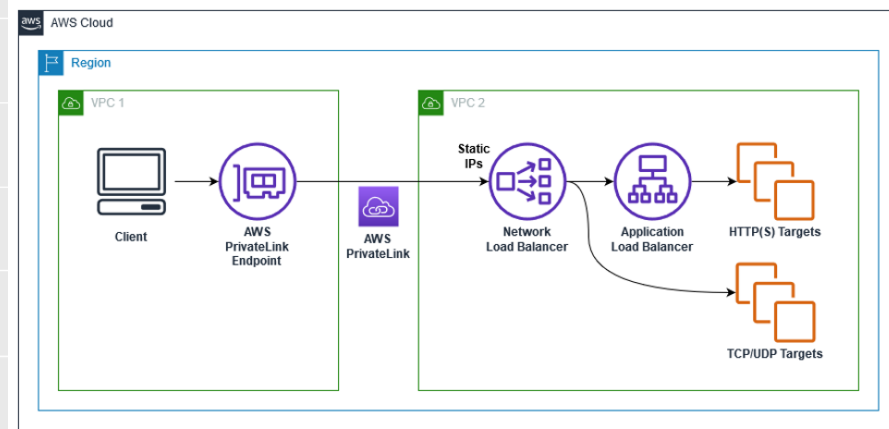 aws
AWS Cloud
Region
VPC 1
VPC 2
Static
IPs
Client
AWS
PrivateLink
Endpoint
AWS
PrivateLink
Network
Load Balancer
Application
Load Balancer
HTTP(S) Targets
TCP/UDP Targets